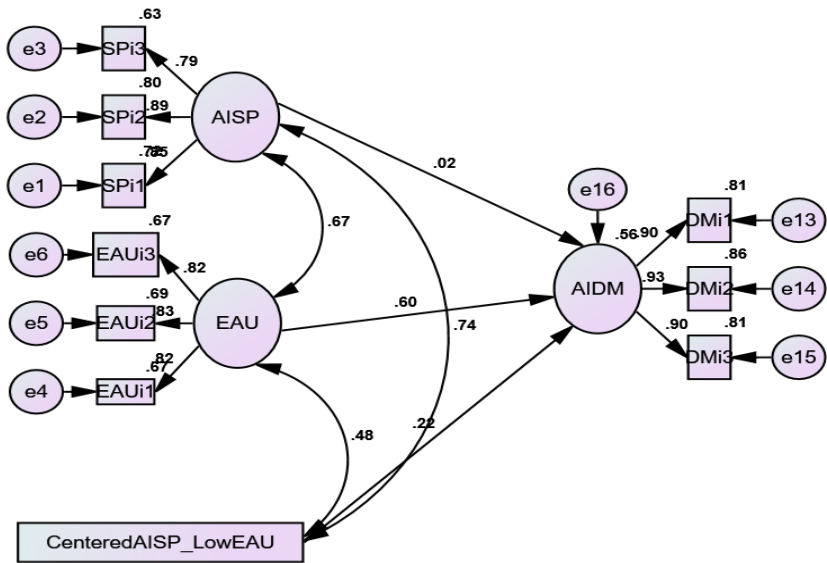 .63
e3
SPi3
.79
.80
e2
SPi2
.89
AISP
e1
SPi1
.85
.02
.67
e6
EAUi3
.67
.82
.69
e5
EAUi2
.83
EAU
.60
.74
e4
EAUi1
.67
.82
.48
.22
CenteredAISP_LowEAU
e16
.56
AIDM
.90
.81
DMi1
e13
.93
.86
DMi2
e14
.90
.81
DMi3
e15